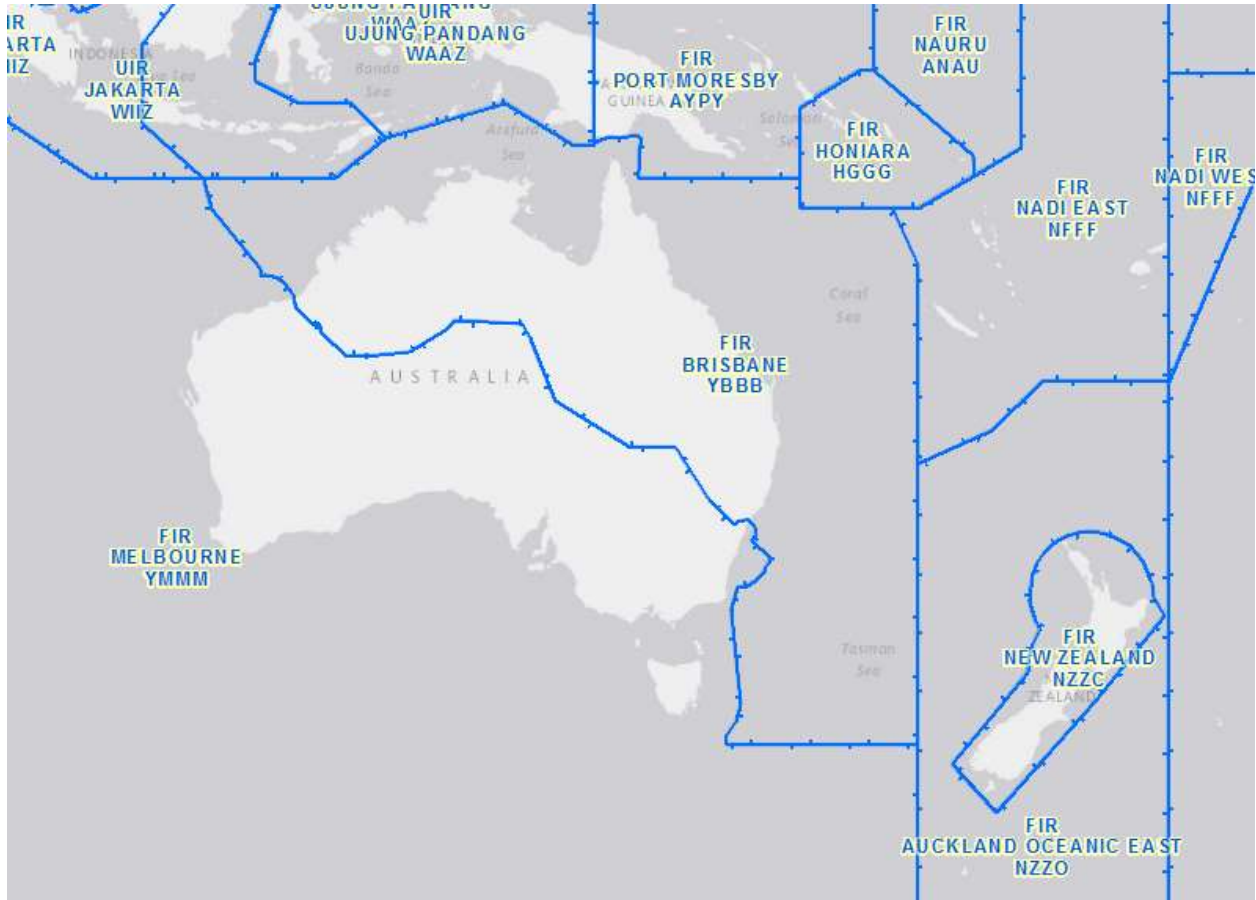 IR
ARTA
IIZ
INDONESIA
UIR
JAKARTA
WIIZ
UIR
UJUNG PANDANG
WAAZ
Banda
Sea
Arafura
Sea
FIR
PORT MORESBY
AYPY
GUINEA
Solomon
FIR
NAURU
ANAU
FIR
HONIARA
HGGG
FIR
NADI EAST
NFFF
FIR
NADI WES
NFFF
Coral
Sea
AUSTRALIA
FIR
BRISBANE
YBBB
FIR
MELBOURNE
YMMM
Tasman
Sea
FIR
NEW ZEALAND
NZZC
ZEALAND
FIR
AUCKLAND OCEANIC EAST
NZZO